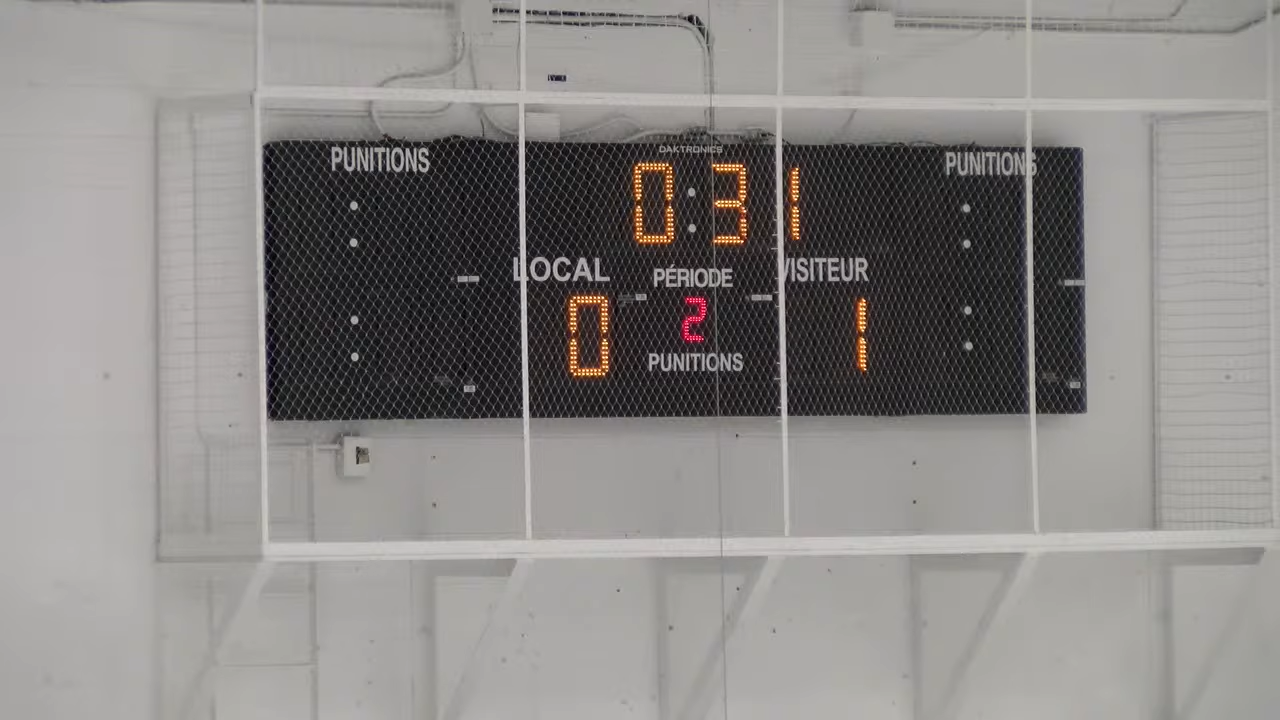 DAKTRONICS
PUNITIONS 0:31 PUNITIONS
LOCAL PÉRIODE VISITEUR
0 2 1
PUNITIONS